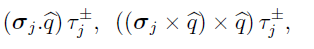 (𝝈_j.q̂) τ_j^±, ((𝝈_j × q̂) × q̂) τ_j^±,